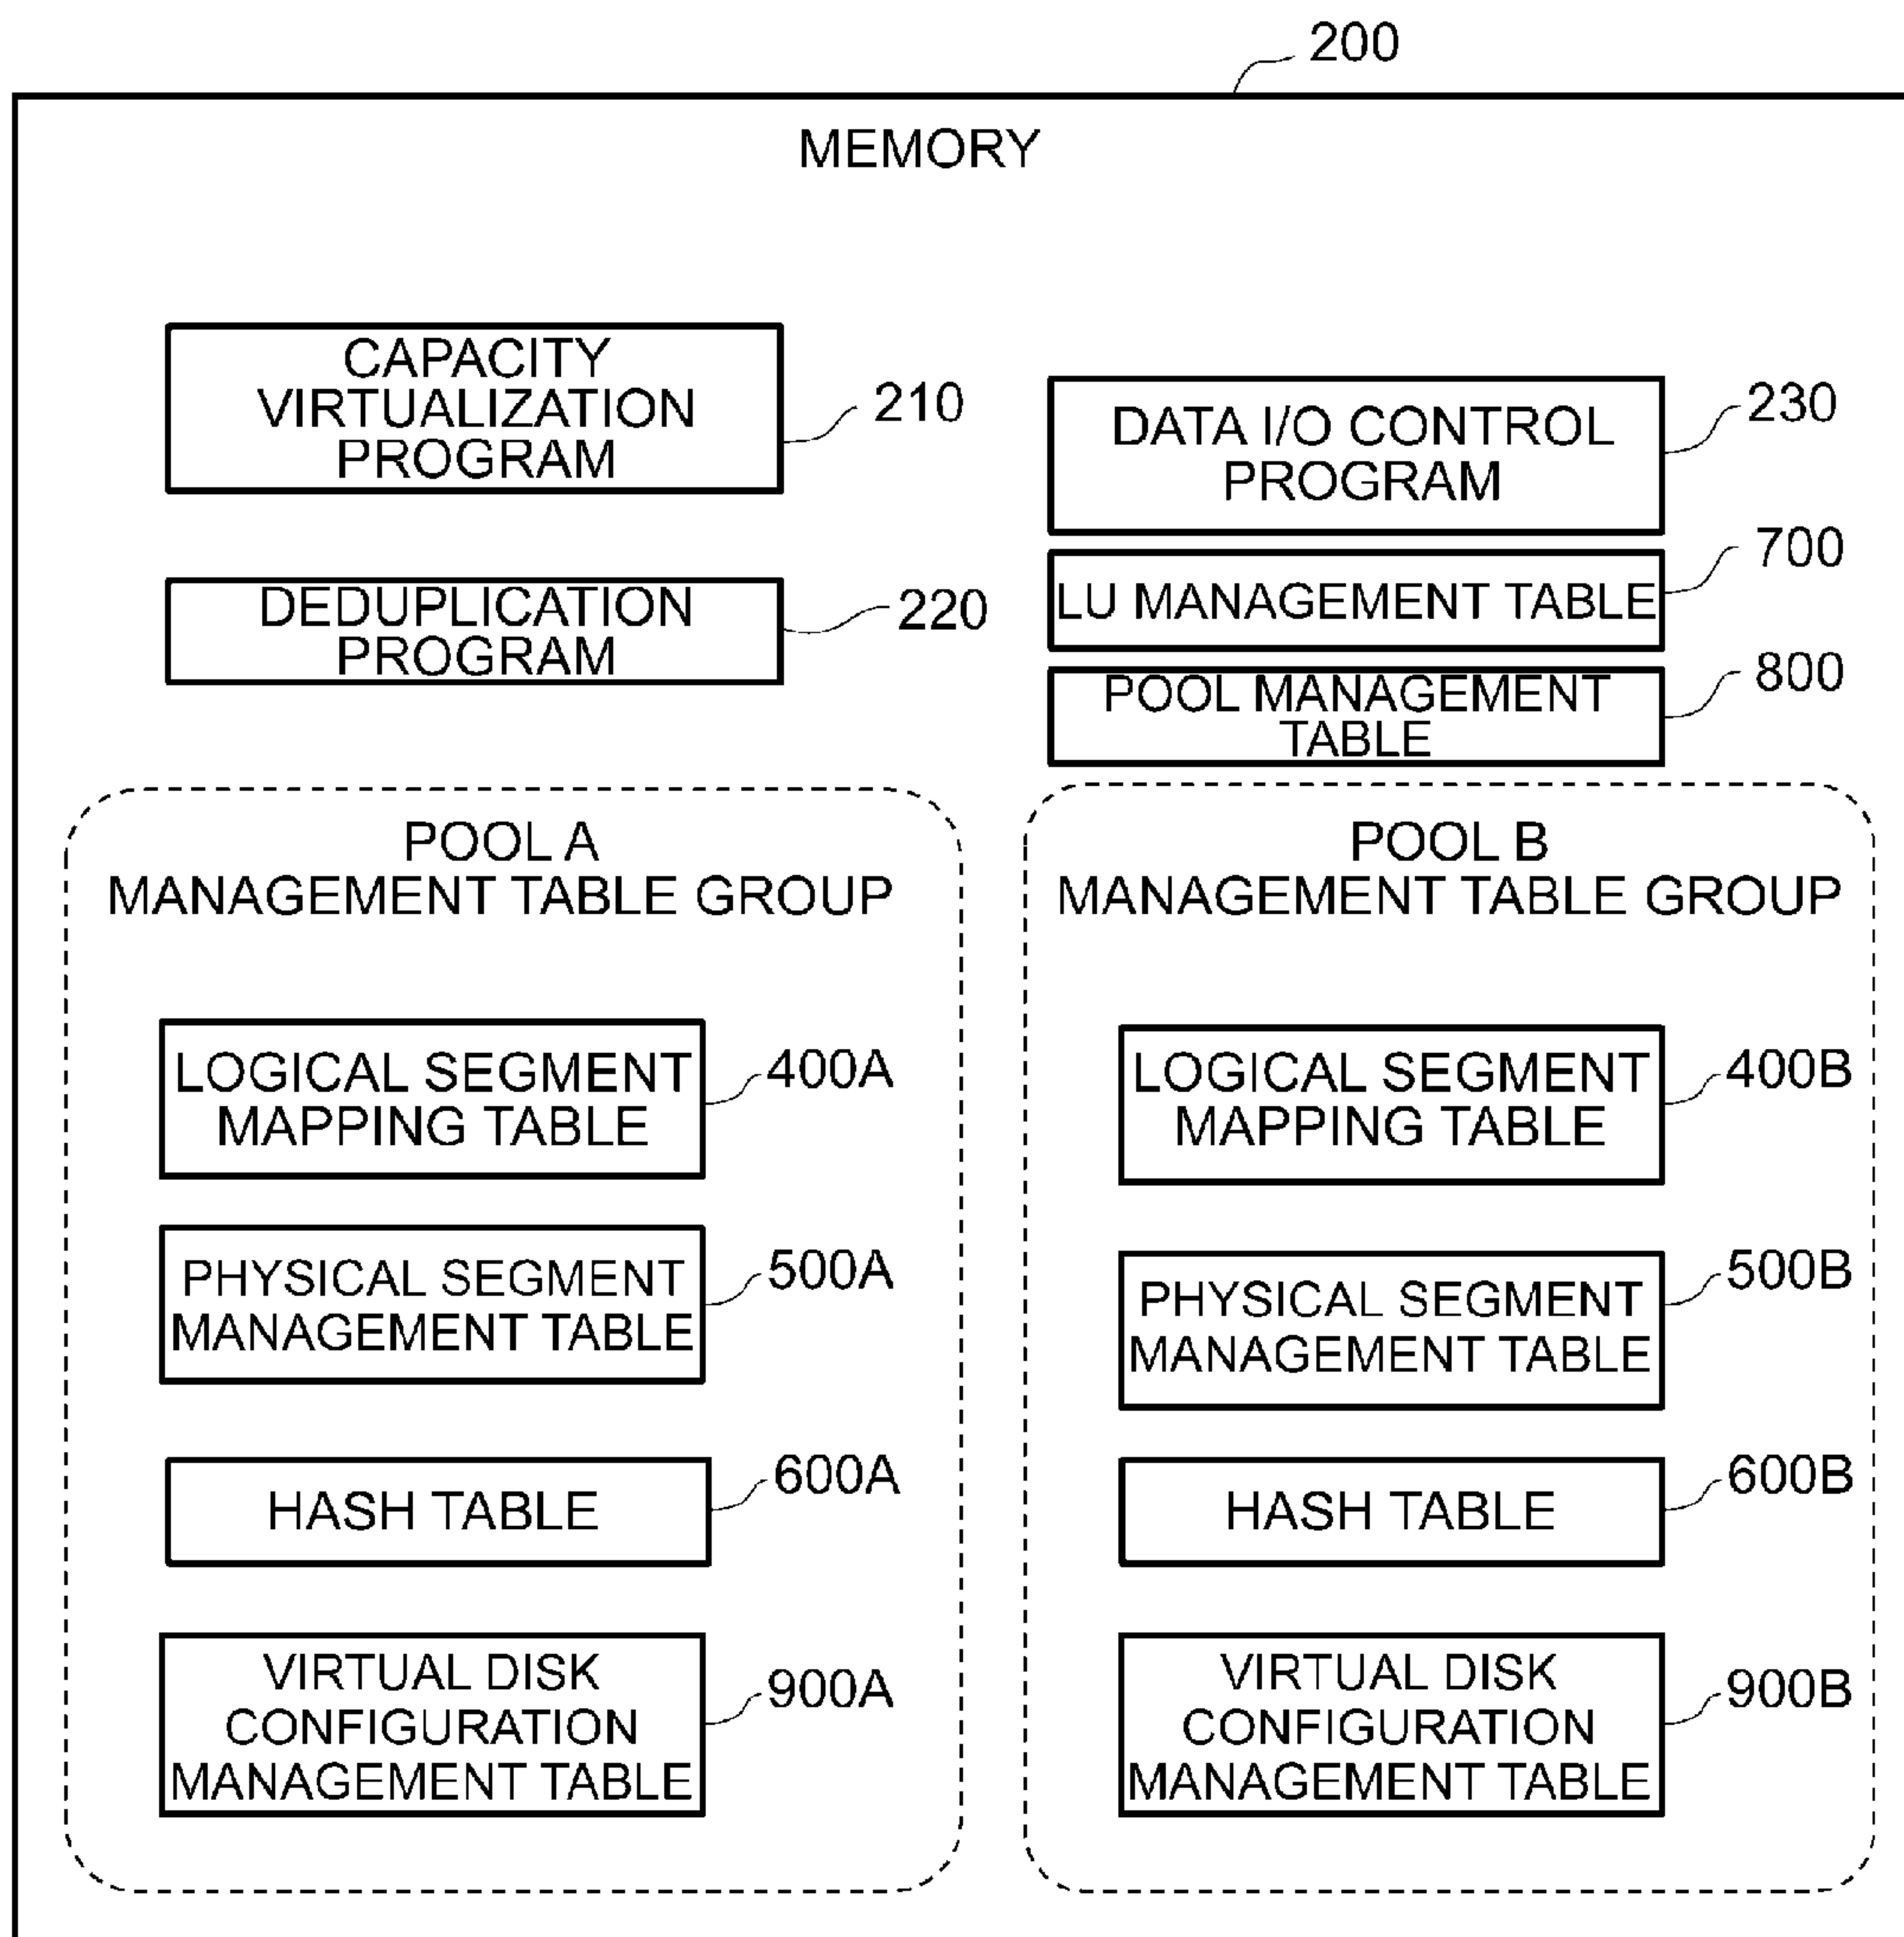 200
MEMORY
CAPACITY
VIRTUALIZATION
PROGRAM
210
DEDUPLICATION
PROGRAM
220
DATA I/O CONTROL
PROGRAM
230
LU MANAGEMENT TABLE
700
POOL MANAGEMENT
TABLE
800
POOL A
MANAGEMENT TABLE GROUP
LOGICAL SEGMENT
MAPPING TABLE
400A
PHYSICAL SEGMENT
MANAGEMENT TABLE
500A
HASH TABLE
600A
VIRTUAL DISK
CONFIGURATION
MANAGEMENT TABLE
900A
POOL B
MANAGEMENT TABLE GROUP
LOGICAL SEGMENT
MAPPING TABLE
400B
PHYSICAL SEGMENT
MANAGEMENT TABLE
500B
HASH TABLE
600B
VIRTUAL DISK
CONFIGURATION
MANAGEMENT TABLE
900B